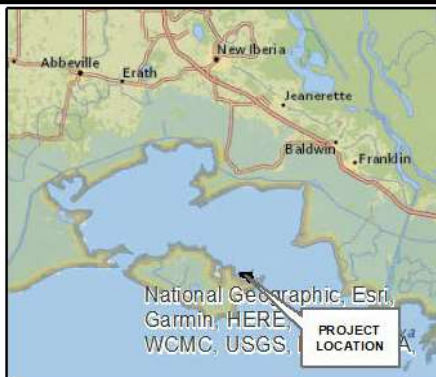 New Iberia
Abbeville
Erath
Jeanerette
Baldwin
Franklin
National Geographic, Esri,
Garmin, HERE,
WCMC, USGS,
PROJECT
LOCATION